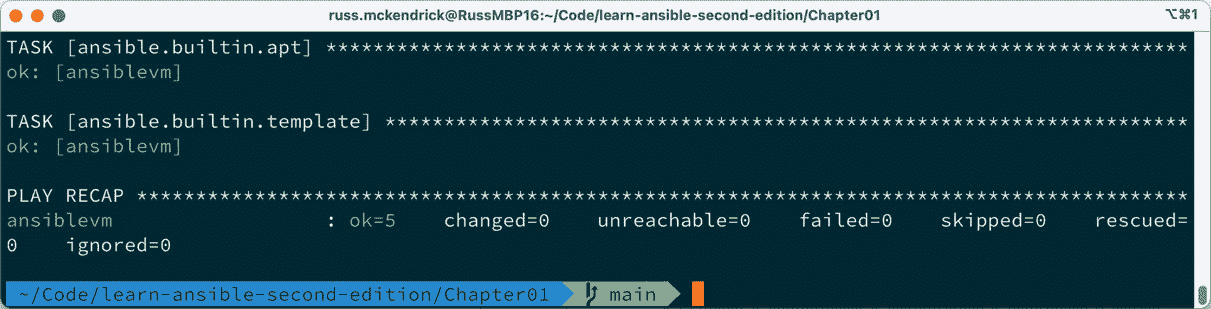 russ.mckendrick@RussMBP16:~/Code/learn-ansible-second-edition/Chapter01 ⌥⌘1
TASK [ansible.builtin.apt] *************************************************************************
ok: [ansiblevm]
TASK [ansible.builtin.template] ********************************************************************
ok: [ansiblevm]
PLAY RECAP *****************************************************************************************
ansiblevm : ok=5 changed=0 unreachable=0 failed=0 skipped=0 rescued=
0 ignored=0
~/Code/learn-ansible-second-edition/Chapter01 main